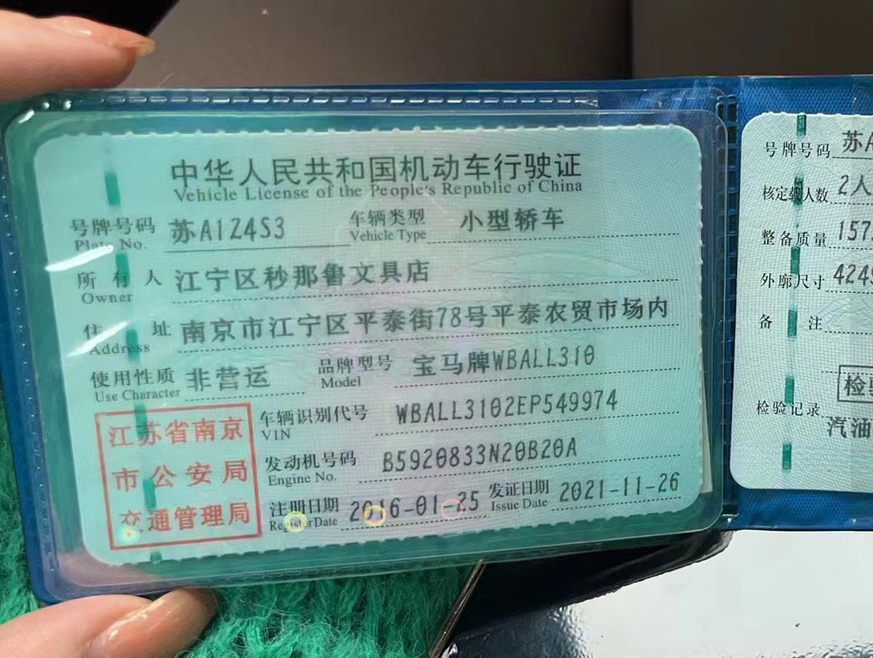 中华人民共和国机动车行驶证
Vehicle License of the People's Republic of China
号牌号码 苏A1Z4S3 车辆类型 小型轿车
Plate No. Vehicle Type
所有人 江宁区秒那鲁文具店
Owner
住址 南京市江宁区平泰街78号平泰农贸市场内
Address
使用性质 非营运 品牌型号 宝马牌WBALL310
Use Character Model
江苏省南京
市公安局
交通管理局
车辆识别代号 WBALL3102EP549974
VIN
发动机号码 B5920833N20B20A
Engine No.
注册日期 2016-01-25 发证日期 2021-11-26
Register Date Issue Date
号牌号码 苏A
核定载人数 2人
整备质量 157
外廓尺寸 4249
备注
检验记录
检验
汽油